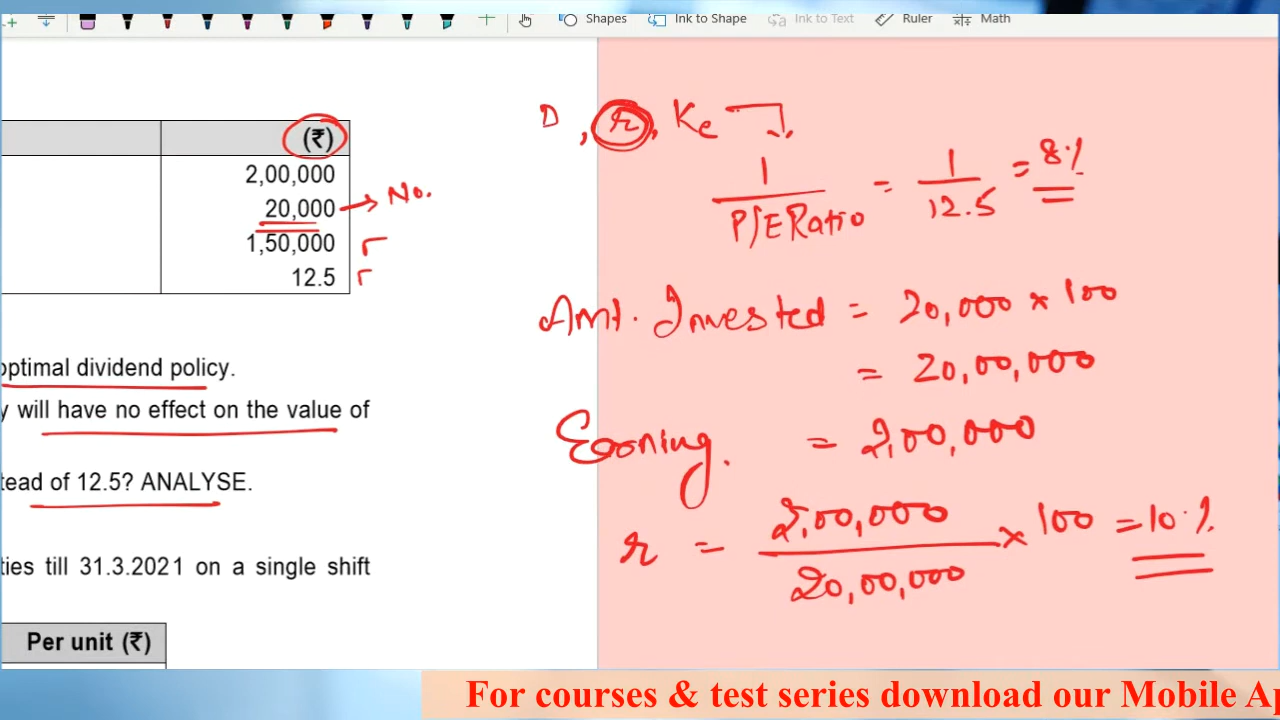 Shapes Ink to Shape Ink to Text Ruler Math
(₹)
2,00,000
20,000 → No.
1,50,000
12.5
optimal dividend policy.
y will have no effect on the value of
tead of 12.5? ANALYSE.
ties till 31.3.2021 on a single shift
Per unit (₹)
D, r, Ke
1/P/E Ratio = 1/12.5 = 8%
Amt. Invested = 20,000 × 100
= 20,00,000
Earning. = 2,00,000
r = 2,00,000/20,00,000 × 100 = 10%
For courses & test series download our Mobile Ap